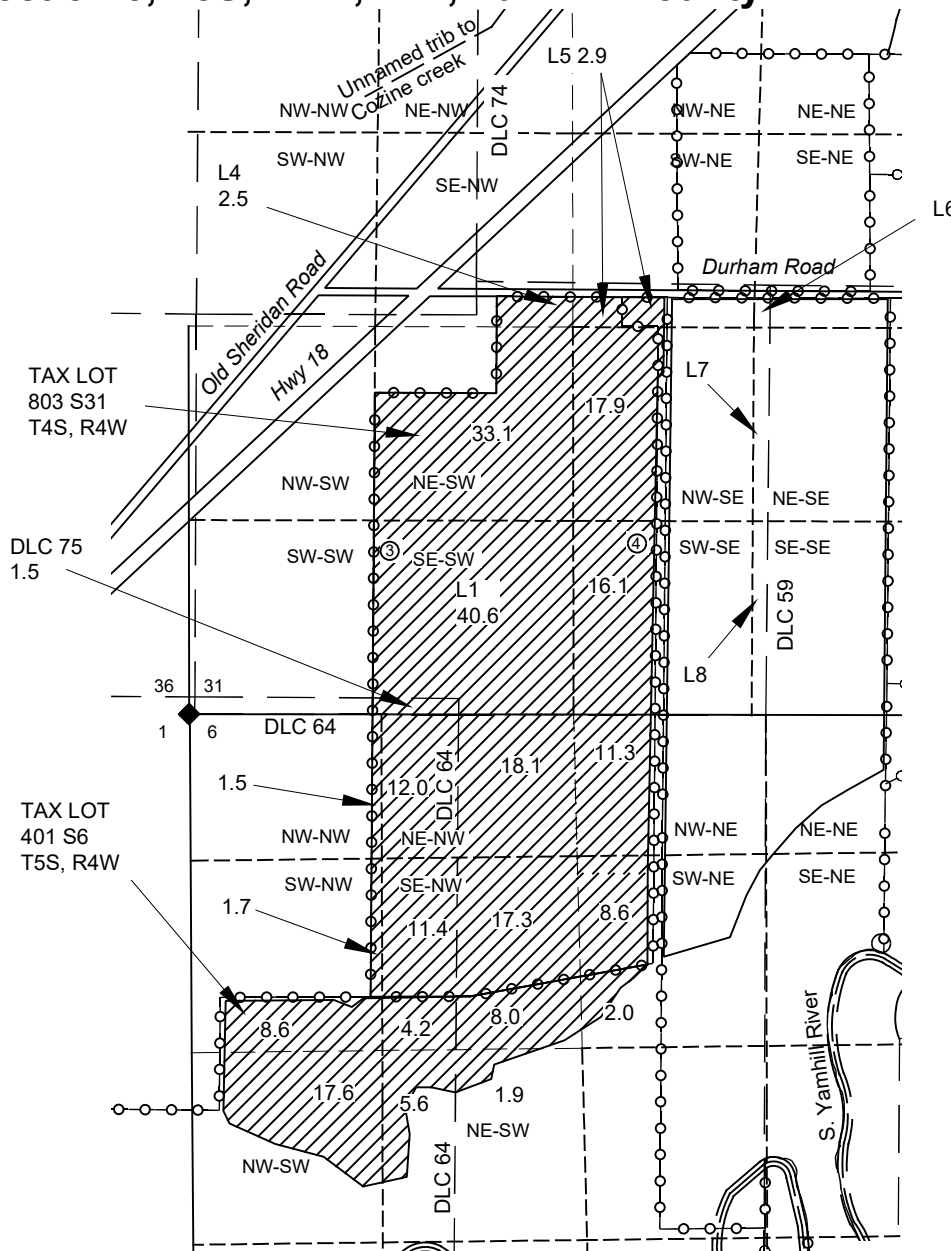 Unnamed trib to
Cozine creek
L5 2.9
DLC 74
NW-NW
NE-NW
NW-NE
NE-NE
SW-NW
SE-NW
SW-NE
SE-NE
L4
2.5
L6
Durham Road
Old Sheridan Road
Hwy 18
TAX LOT
803 S31
T4S, R4W
L7
17.9
33.1
NW-SW
NE-SW
NW-SE
NE-SE
DLC 75
1.5
3
4
SW-SW
SE-SW
SW-SE
SE-SE
L1
40.6
16.1
DLC 59
L8
36
31
1
6
DLC 64
18.1
11.3
1.5
12.0
DLC 64
TAX LOT
401 S6
T5S, R4W
NW-NW
NE-NW
NW-NE
NE-NE
SW-NW
SE-NW
SW-NE
SE-NE
1.7
11.4
17.3
8.6
8.6
4.2
8.0
2.0
S. Yamhill River
17.6
5.6
1.9
NE-SW
NW-SW
DLC 64